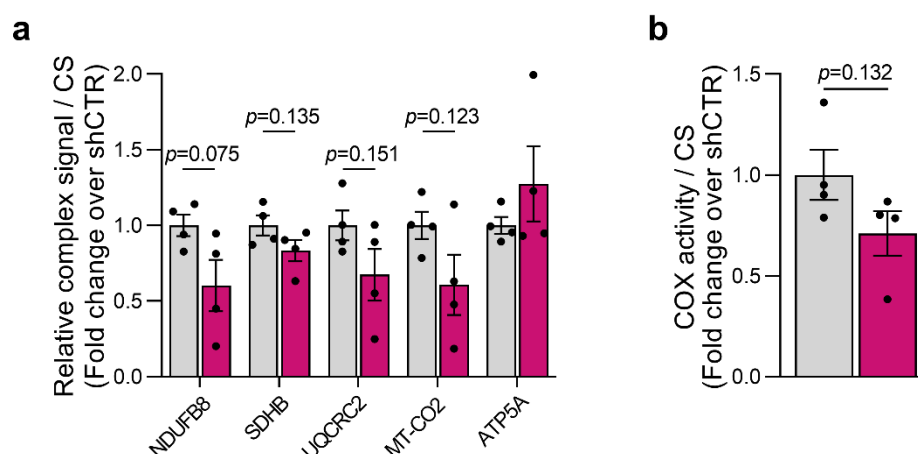 a
Relative complex signal / CS
(Fold change over shCTR)
2.0
1.5
1.0
0.5
0.0
p=0.075
p=0.135
p=0.151
p=0.123
NDUFB8
SDHB
UQCRC2
MT-CO2
ATP5A
b
COX activity / CS
(Fold change over shCTR)
1.5
1.0
0.5
0.0
p=0.132